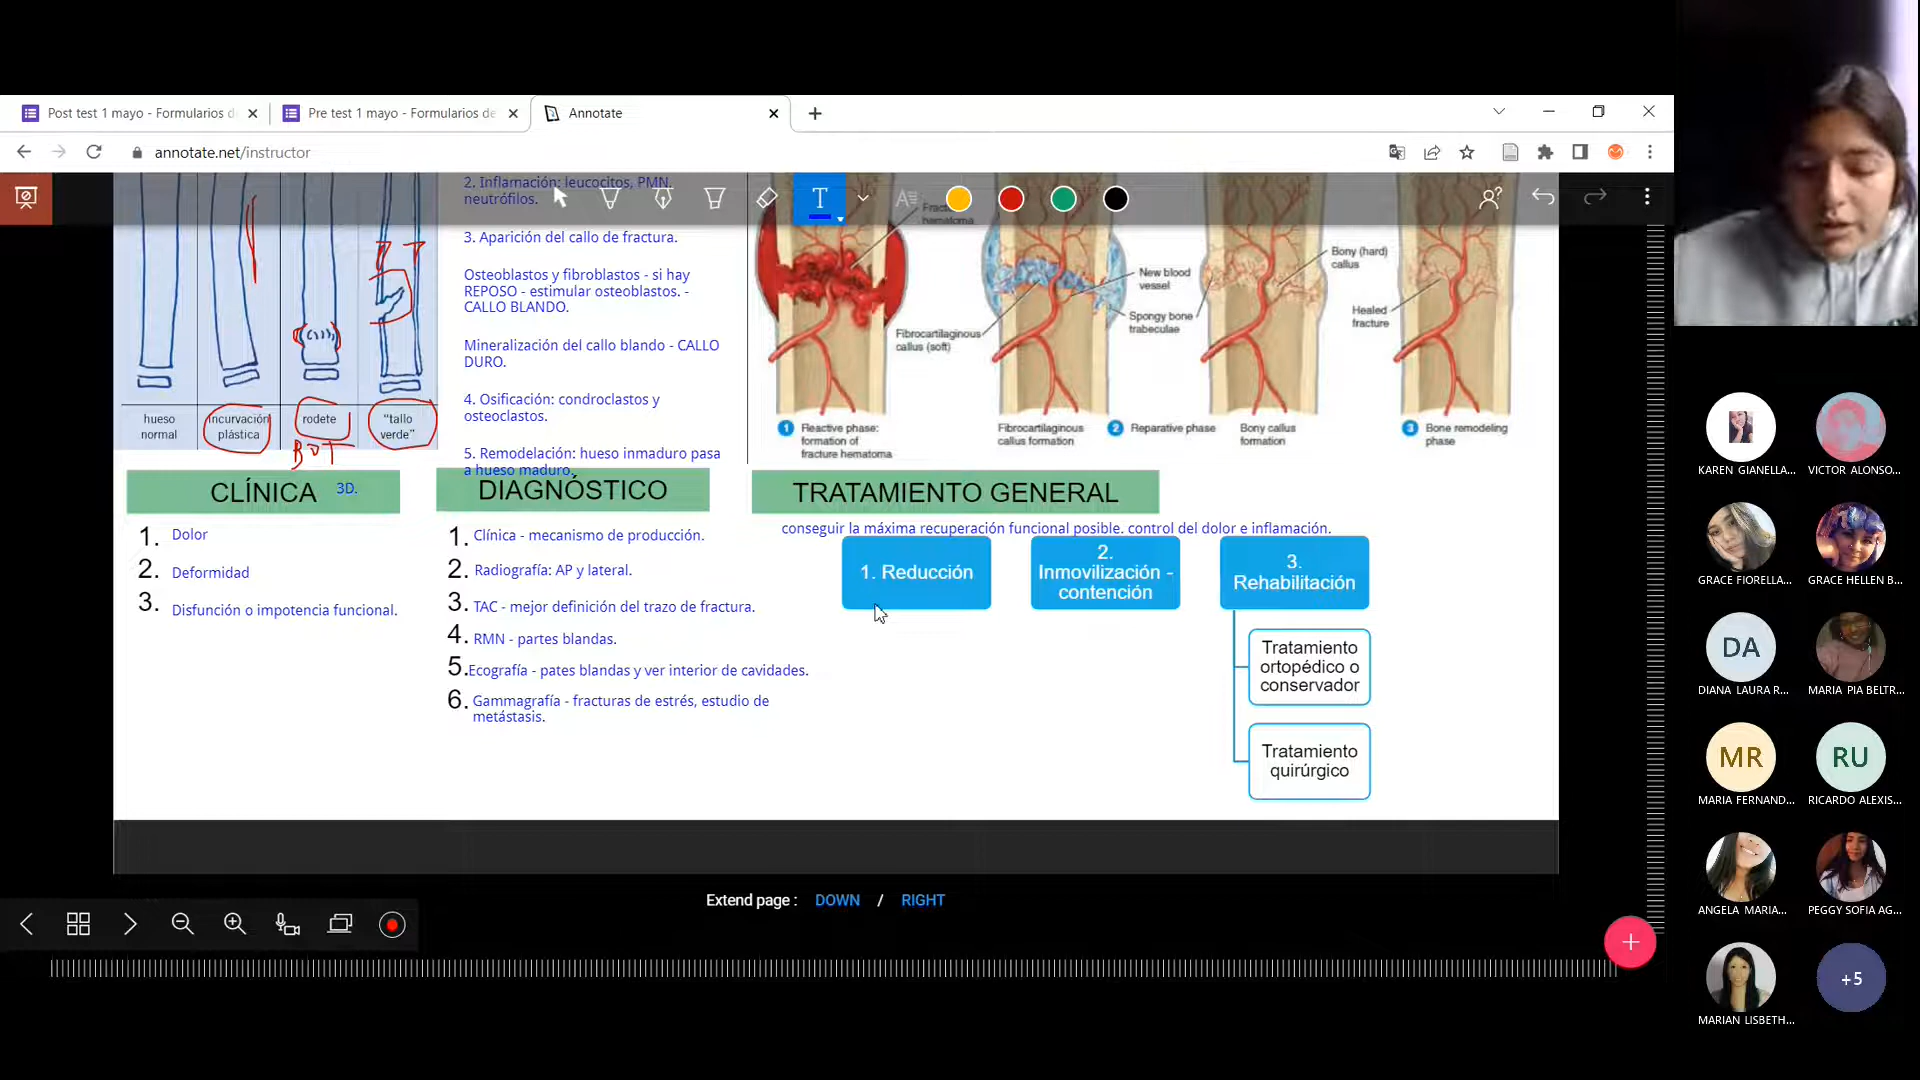 Post test 1 mayo - Formularios d
Pre test 1 mayo - Formularios de
Annotate
annotate.net/instructor
2. Inflamación: leucocitos, PMN.
neutrófilos.
3. Aparición del callo de fractura.
Osteoblastos y fibroblastos - si hay
REPOSO - estimular osteoblastos. -
CALLO BLANDO.
Mineralización del callo blando - CALLO
DURO.
4. Osificación: condroclastos y
osteoclastos.
5. Remodelación: hueso inmaduro pasa
a hueso maduro.
hueso
normal
incurvación
plástica
rodete
"tallo
verde"
BOT
hematoma
Fibrocartilaginous
callus (soft)
New blood
vessel
Spongy bone
trabeculae
Bony (hard)
callus
Healed
fracture
1 Reactive phase:
formation of
fracture hematoma
Fibrocartilaginous
callus formation
2 Reparative phase
Bony callus
formation
3 Bone remodeling
phase
CLÍNICA 3D.
1. Dolor
2. Deformidad
3. Disfunción o impotencia funcional.
DIAGNÓSTICO
1. Clínica - mecanismo de producción.
2. Radiografía: AP y lateral.
3. TAC - mejor definición del trazo de fractura.
4. RMN - partes blandas.
5. Ecografía - pates blandas y ver interior de cavidades.
6. Gammagrafía - fracturas de estrés, estudio de
metástasis.
TRATAMIENTO GENERAL
conseguir la máxima recuperación funcional posible. control del dolor e inflamación.
1. Reducción
2.
Inmovilización -
contención
3.
Rehabilitación
Tratamiento
ortopédico o
conservador
Tratamiento
quirúrgico
Extend page : DOWN / RIGHT
KAREN GIANELLA...
VICTOR ALONSO...
GRACE FIORELLA...
GRACE HELLEN B...
DA
DIANA LAURA R...
MARIA PIA BELTR...
MR
MARIA FERNAND...
RU
RICARDO ALEXIS...
ANGELA MARIA...
PEGGY SOFIA AG...
MARIAN LISBETH...
+5